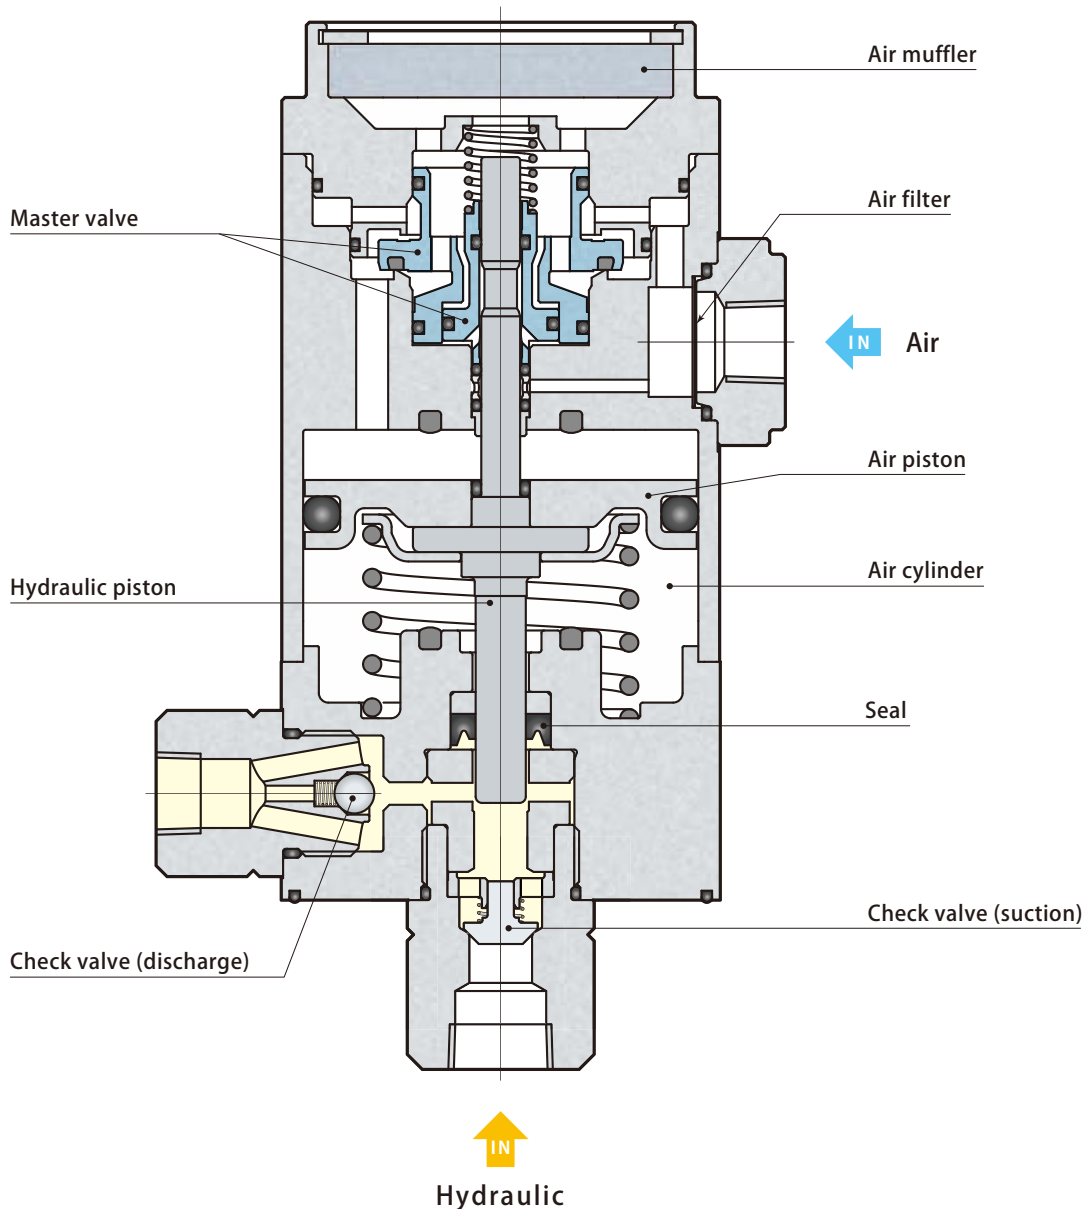 Air muffler
Air filter
Master valve
IN Air
Air piston
Air cylinder
Hydraulic piston
Seal
Check valve (suction)
Check valve (discharge)
IN
Hydraulic